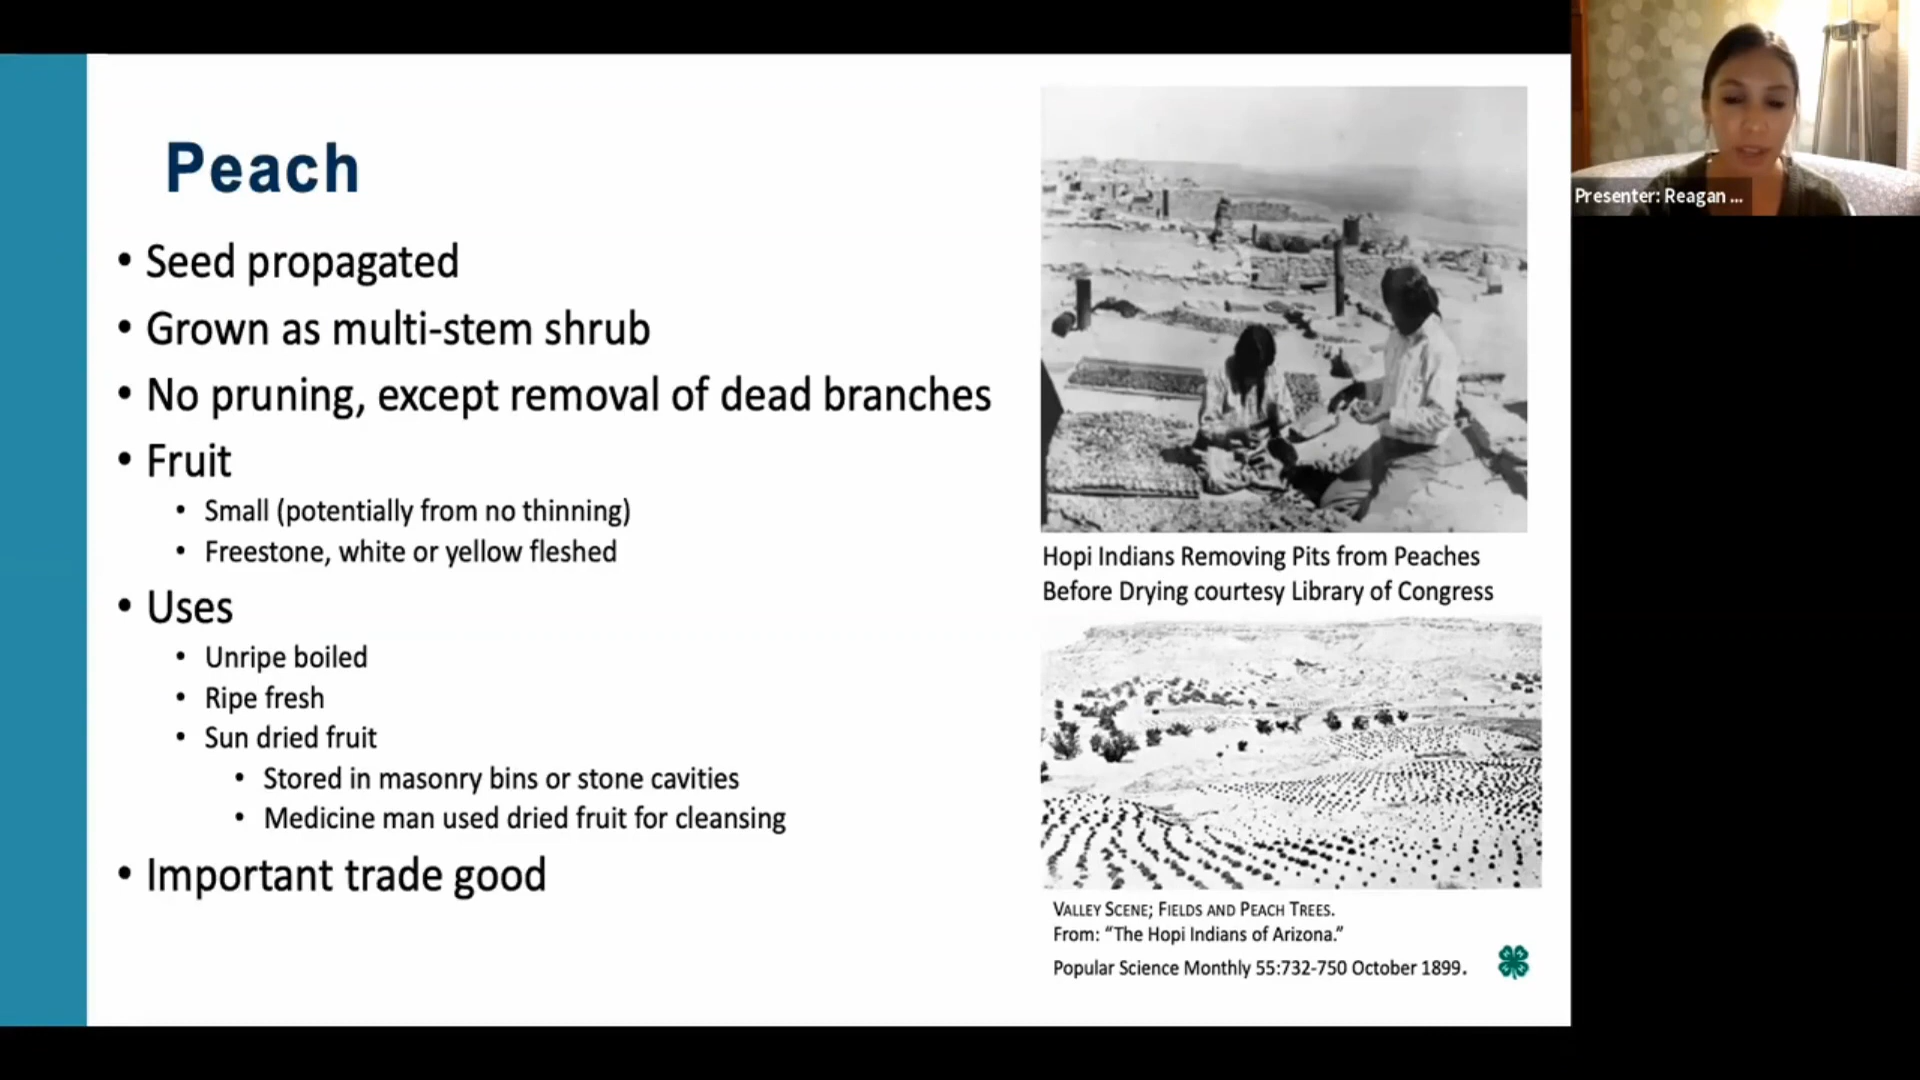 Peach
• Seed propagated
• Grown as multi-stem shrub
• No pruning, except removal of dead branches
• Fruit
• Small (potentially from no thinning)
• Freestone, white or yellow fleshed
• Uses
• Unripe boiled
• Ripe fresh
• Sun dried fruit
• Stored in masonry bins or stone cavities
• Medicine man used dried fruit for cleansing
• Important trade good
Hopi Indians Removing Pits from Peaches
Before Drying courtesy Library of Congress
VALLEY SCENE; FIELDS AND PEACH TREES.
From: “The Hopi Indians of Arizona.”
Popular Science Monthly 55:732-750 October 1899.
Presenter: Reagan ...